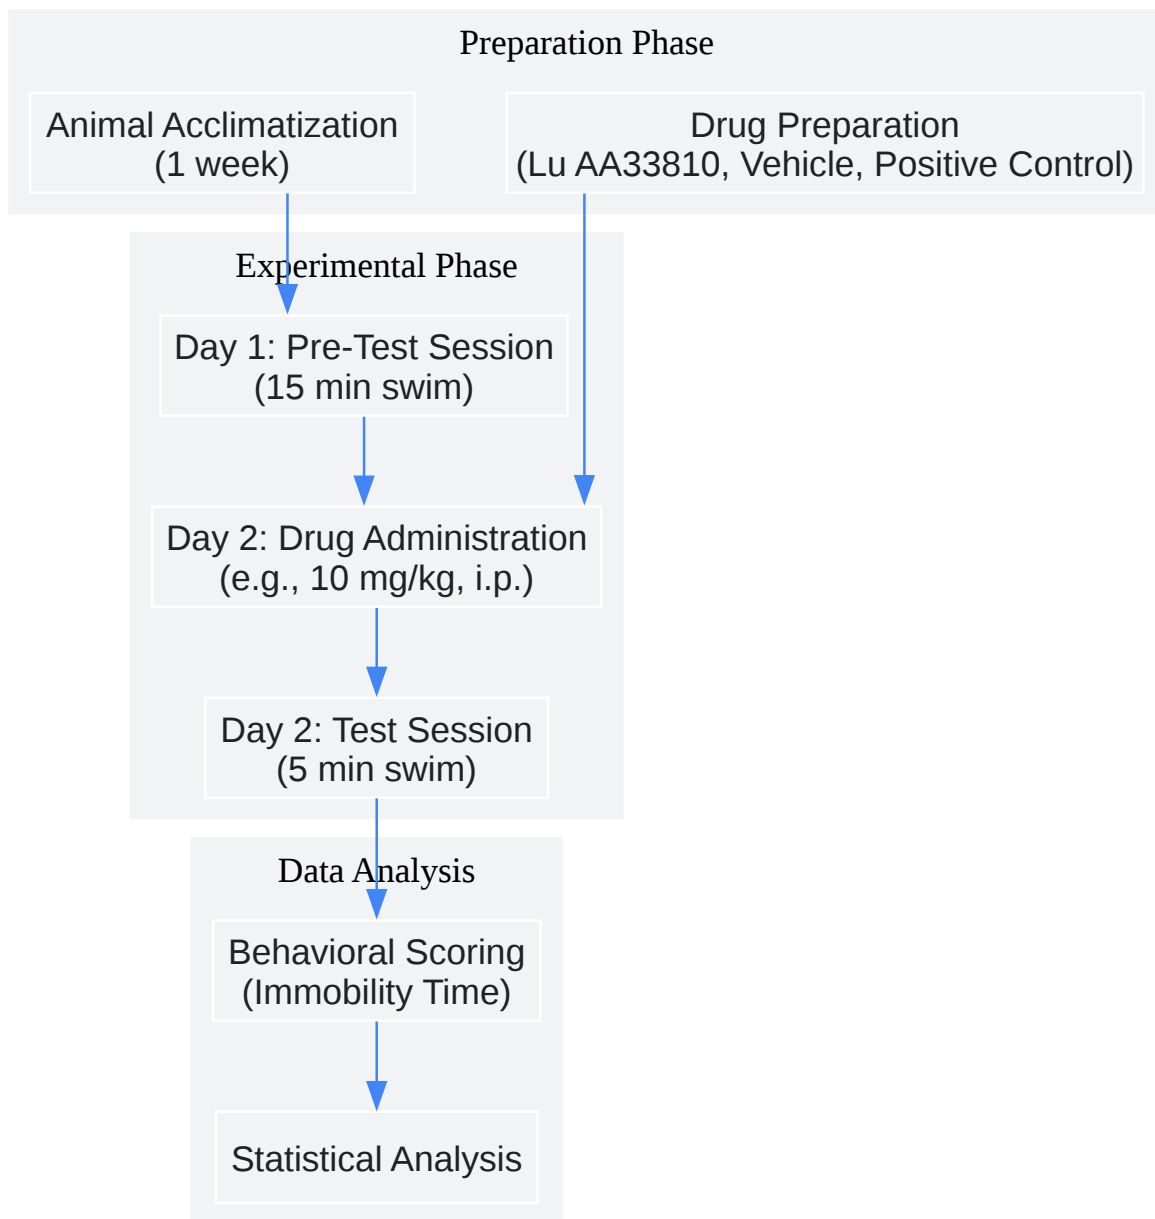 Preparation Phase
Animal Acclimatization
(1 week)
Drug Preparation
(Lu AA33810, Vehicle, Positive Control)
Experimental Phase
Day 1: Pre-Test Session
(15 min swim)
Day 2: Drug Administration
(e.g., 10 mg/kg, i.p.)
Day 2: Test Session
(5 min swim)
Data Analysis
Behavioral Scoring
(Immobility Time)
Statistical Analysis